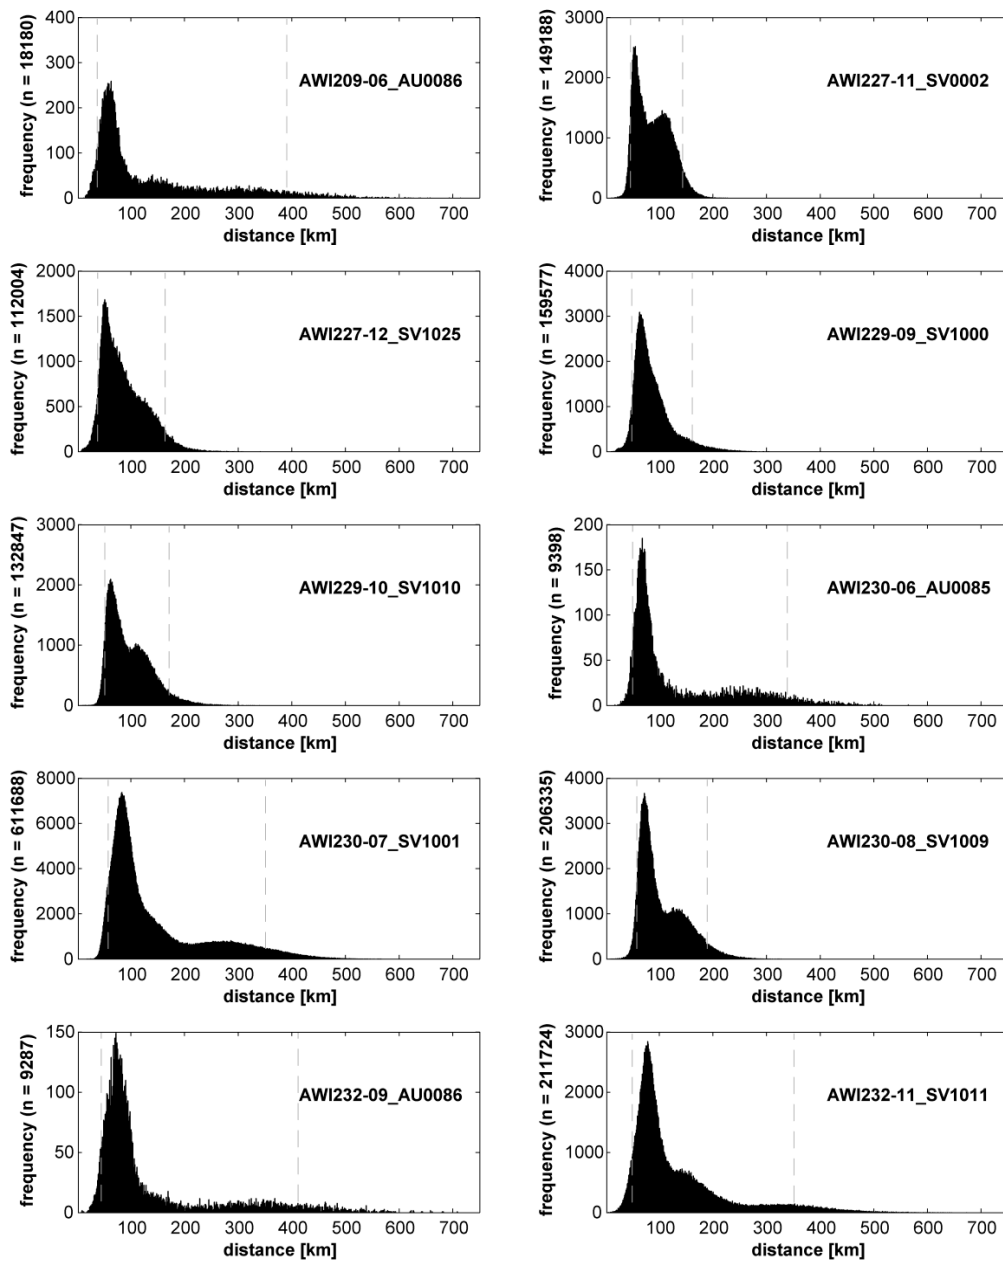 frequency (n = 18180)
400
300
200
100
0
AWI209-06_AU0086
100 200 300 400 500 600 700
distance [km]
frequency (n = 149188)
3000
2000
1000
0
AWI227-11_SV0002
100 200 300 400 500 600 700
distance [km]
frequency (n = 112004)
2000
1500
1000
500
0
AWI227-12_SV1025
100 200 300 400 500 600 700
distance [km]
frequency (n = 159577)
4000
3000
2000
1000
0
AWI229-09_SV1000
100 200 300 400 500 600 700
distance [km]
frequency (n = 132847)
3000
2000
1000
0
AWI229-10_SV1010
100 200 300 400 500 600 700
distance [km]
frequency (n = 9398)
200
150
100
50
0
AWI230-06_AU0085
100 200 300 400 500 600 700
distance [km]
frequency (n = 611688)
8000
6000
4000
2000
0
AWI230-07_SV1001
100 200 300 400 500 600 700
distance [km]
frequency (n = 206335)
4000
3000
2000
1000
0
AWI230-08_SV1009
100 200 300 400 500 600 700
distance [km]
frequency (n = 9287)
150
100
50
0
AWI232-09_AU0086
100 200 300 400 500 600 700
distance [km]
frequency (n = 211724)
3000
2000
1000
0
AWI232-11_SV1011
100 200 300 400 500 600 700
distance [km]